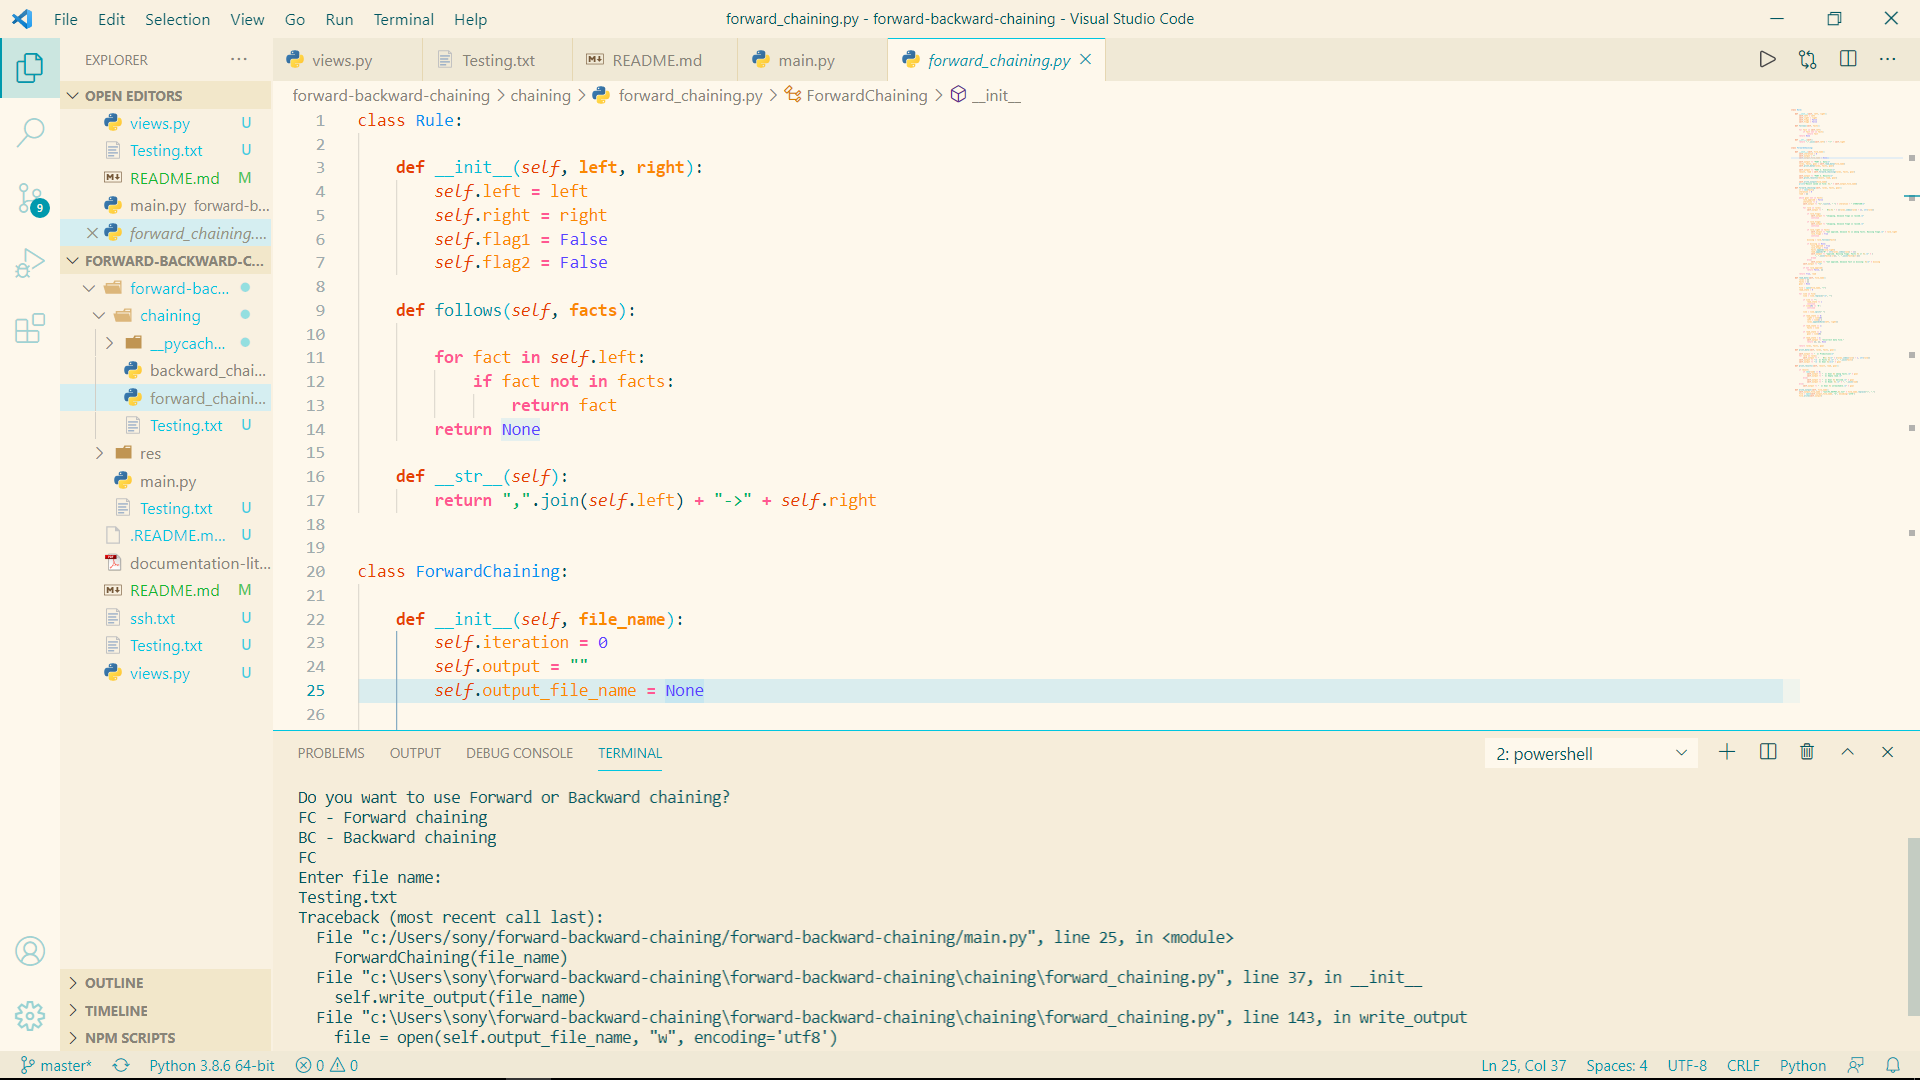 File Edit Selection View Go Run Terminal Help
forward_chaining.py - forward-backward-chaining - Visual Studio Code
EXPLORER
views.py
Testing.txt
README.md
main.py
forward_chaining.py
OPEN EDITORS
views.py U
Testing.txt U
README.md M
main.py forward-b...
forward_chaining....
FORWARD-BACKWARD-C...
forward-bac...
chaining
__pycach...
backward_chai...
forward_chaini...
Testing.txt U
res
main.py
Testing.txt U
.README.m... U
documentation-lit...
README.md M
ssh.txt U
Testing.txt U
views.py U
OUTLINE
TIMELINE
NPM SCRIPTS
9
forward-backward-chaining > chaining > forward_chaining.py > ForwardChaining > __init__
1 class Rule:
2
3 def __init__(self, left, right):
4 self.left = left
5 self.right = right
6 self.flag1 = False
7 self.flag2 = False
8
9 def follows(self, facts):
10
11 for fact in self.left:
12 if fact not in facts:
13 return fact
14 return None
15
16 def __str__(self):
17 return ",".join(self.left) + "->" + self.right
18
19
20 class ForwardChaining:
21
22 def __init__(self, file_name):
23 self.iteration = 0
24 self.output = ""
25 self.output_file_name = None
26
PROBLEMS OUTPUT DEBUG CONSOLE TERMINAL
2: powershell
Do you want to use Forward or Backward chaining?
FC - Forward chaining
BC - Backward chaining
FC
Enter file name:
Testing.txt
Traceback (most recent call last):
File "c:/Users/sony/forward-backward-chaining/forward-backward-chaining/main.py", line 25, in <module>
ForwardChaining(file_name)
File "c:\Users\sony\forward-backward-chaining\forward-backward-chaining\chaining\forward_chaining.py", line 37, in __init__
self.write_output(file_name)
File "c:\Users\sony\forward-backward-chaining\forward-backward-chaining\chaining\forward_chaining.py", line 143, in write_output
file = open(self.output_file_name, "w", encoding='utf8')
master* Python 3.8.6 64-bit 0 0
Ln 25, Col 37 Spaces: 4 UTF-8 CRLF Python